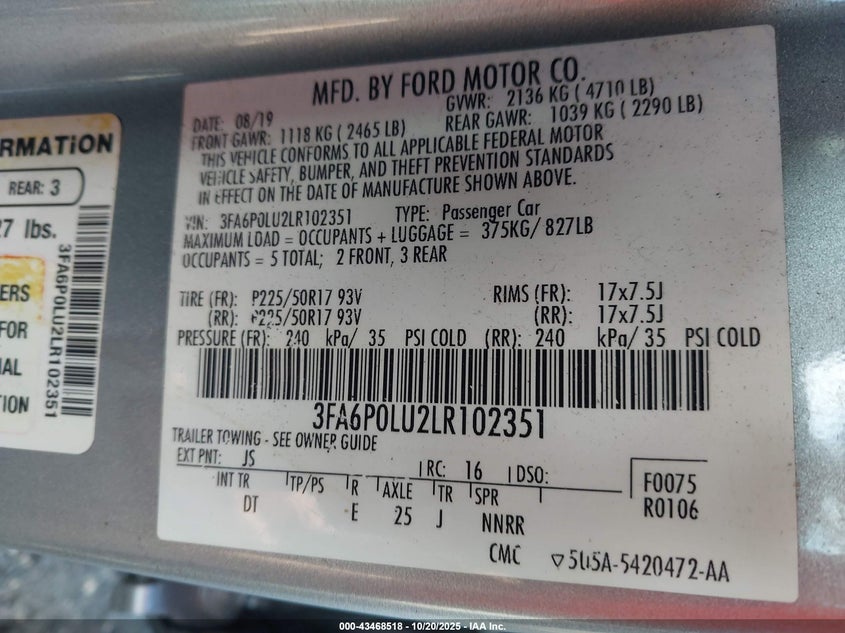 RMATION
REAR: 3
27 lbs.
ERS
FOR
IAL
ATION
3FA6P0LU2LR102351
MFD. BY FORD MOTOR CO.
DATE: 08/19 GVWR: 2136 KG ( 4710 LB)
FRONT GAWR: 1118 KG ( 2465 LB) REAR GAWR: 1039 KG ( 2290 LB)
THIS VEHICLE CONFORMS TO ALL APPLICABLE FEDERAL MOTOR
VEHICLE SAFETY, BUMPER, AND THEFT PREVENTION STANDARDS
IN EFFECT ON THE DATE OF MANUFACTURE SHOWN ABOVE.
VIN: 3FA6P0LU2LR102351 TYPE: Passenger Car
MAXIMUM LOAD = OCCUPANTS + LUGGAGE = 375KG/ 827LB
OCCUPANTS = 5 TOTAL; 2 FRONT, 3 REAR
TIRE (FR): P225/50R17 93V RIMS (FR): 17x7.5J
(RR): P225/50R17 93V (RR): 17x7.5J
PRESSURE (FR): 240 kPa/ 35 PSI COLD (RR): 240 kPa/ 35 PSI COLD
3FA6P0LU2LR102351
TRAILER TOWING - SEE OWNER GUIDE
EXT PNT: JS RC: 16 DSO: F0075
INT TR TP/PS R AXLE TR SPR R0106
DT E 25 J NNRR
CMC ▽5U5A-5420472-AA
000-43468518 - 10/20/2025 - IAA Inc.